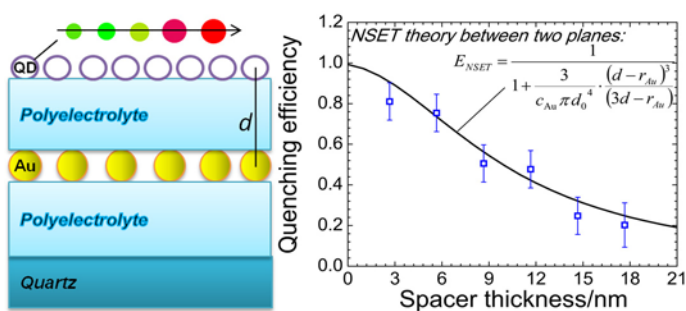 QD
Polyelectrolyte
d
Au
Polyelectrolyte
Quartz
Quenching efficiency
1.2
1.0
0.8
0.6
0.4
0.2
0.0
NSET theory between two planes:
E_NSET = 1 / (1 + 3 / (c_Au π d_0^4) · (d − r_Au)^3 / (3d − r_Au))
0 3 6 9 12 15 18 21
Spacer thickness/nm